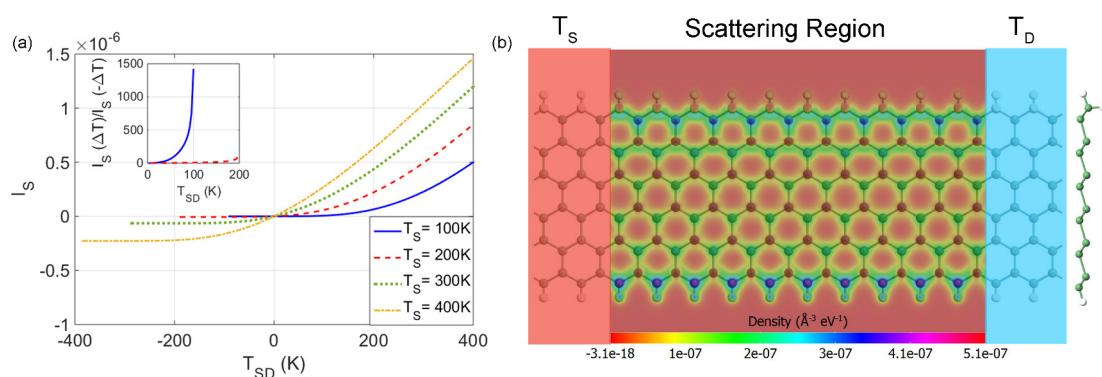 (a)
×10⁻⁶
1.5
1
0.5
0
-0.5
-1
I_S
-400
-200
0
200
400
T_SD (K)
1500
1000
500
250
0
I_S (ΔT)/I_S (-ΔT)
0
100
200
T_SD (K)
T_S= 100K
T_S= 200K
T_S= 300K
T_S= 400K
(b)
T_S
Scattering Region
T_D
Density (Å⁻³ eV⁻¹)
-3.1e-18 1e-07 2e-07 3e-07 4.1e-07 5.1e-07